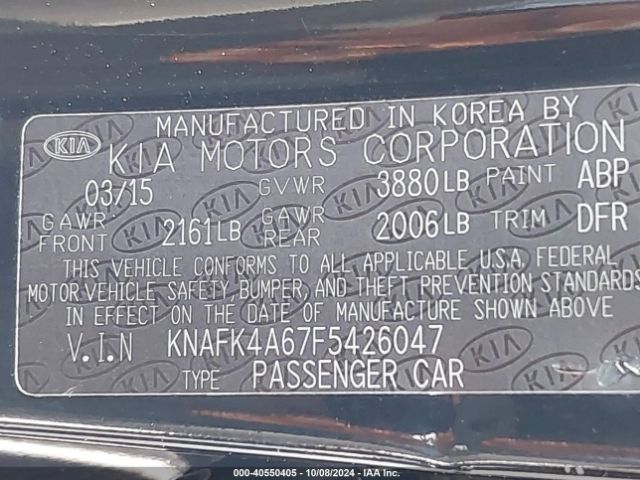 MANUFACTURED IN KOREA BY
KIA KIA MOTORS CORPORATION
03/15 GVWR 3880LB PAINT ABP
GAWR FRONT 2161LB GAWR REAR 2006LB TRIM DFR
THIS VEHICLE CONFORMS TO ALL APPLICABLE U.S.A. FEDERAL
MOTOR VEHICLE SAFETY, BUMPER, AND THEFT PREVENTION STANDARDS
IN EFFECT ON THE DATE OF MANUFACTURE SHOWN ABOVE
V.I.N KNAFK4A67F5426047
TYPE PASSENGER CAR
000-40550405 - 10/08/2024 - IAA Inc.